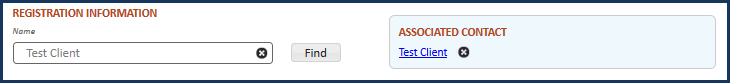 REGISTRATION INFORMATION
Name
Test Client
Find
ASSOCIATED CONTACT
Test Client